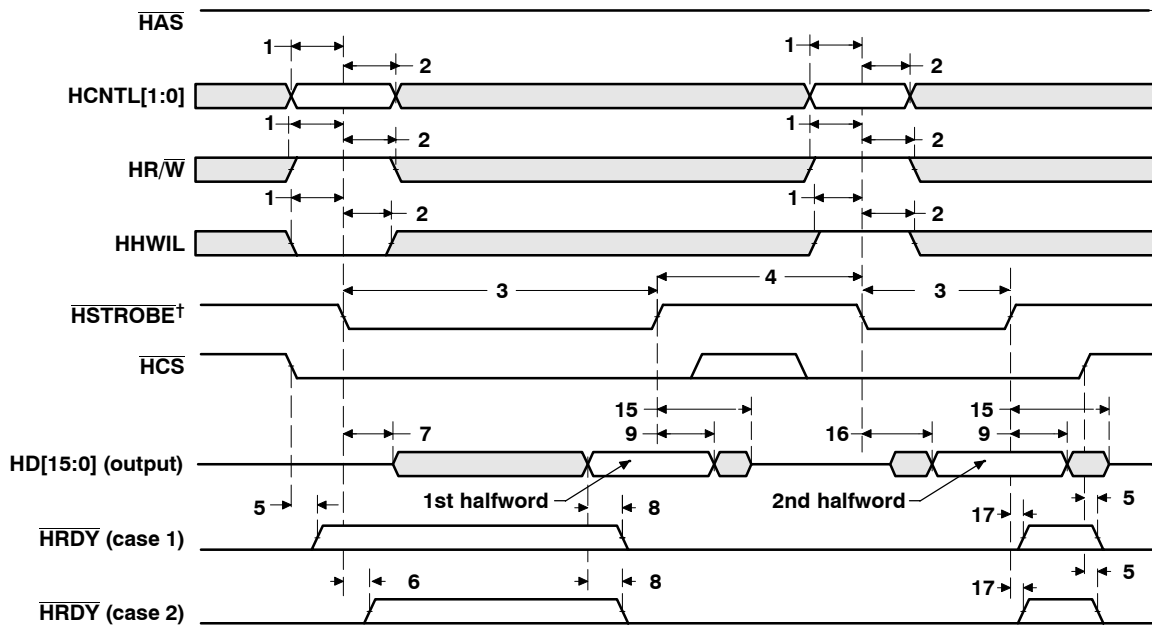 HAS
1
1
2
2
HCNTL[1:0]
1
1
2
2
HR/W
1
1
2
2
HHWIL
3
4
3
HSTROBE†
HCS
15
15
7
9
16
9
HD[15:0] (output)
1st halfword
2nd halfword
5
8
17
5
HRDY (case 1)
6
8
17
5
HRDY (case 2)